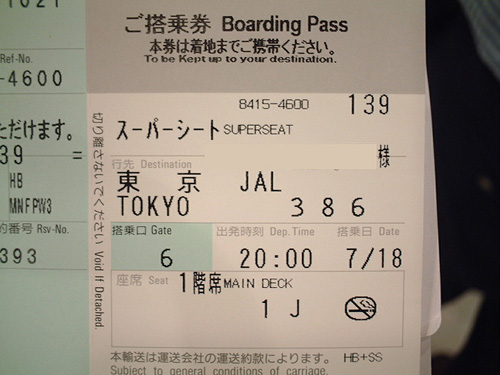 ご搭乗券 Boarding Pass
本券は着地までご携帯ください。
To be Kept up to your destination.
Ref-No.
-4600
8415-4600 139
ただけます。
スーパーシート SUPERSEAT
39 =
様
行先 Destination
HB
東 京 JAL
MNFPW3
TOKYO 386
約番号 Rsv-No.
搭乗口 Gate 出発時刻 Dep.Time 搭乗日 Date
393
6 20:00 7/18
座席 Seat 1階席 MAIN DECK
1 J
切り離さないでください Void If Detached.
本輸送は運送会社の運送約款によります。 HB+SS
Subject to general conditions of carriage.